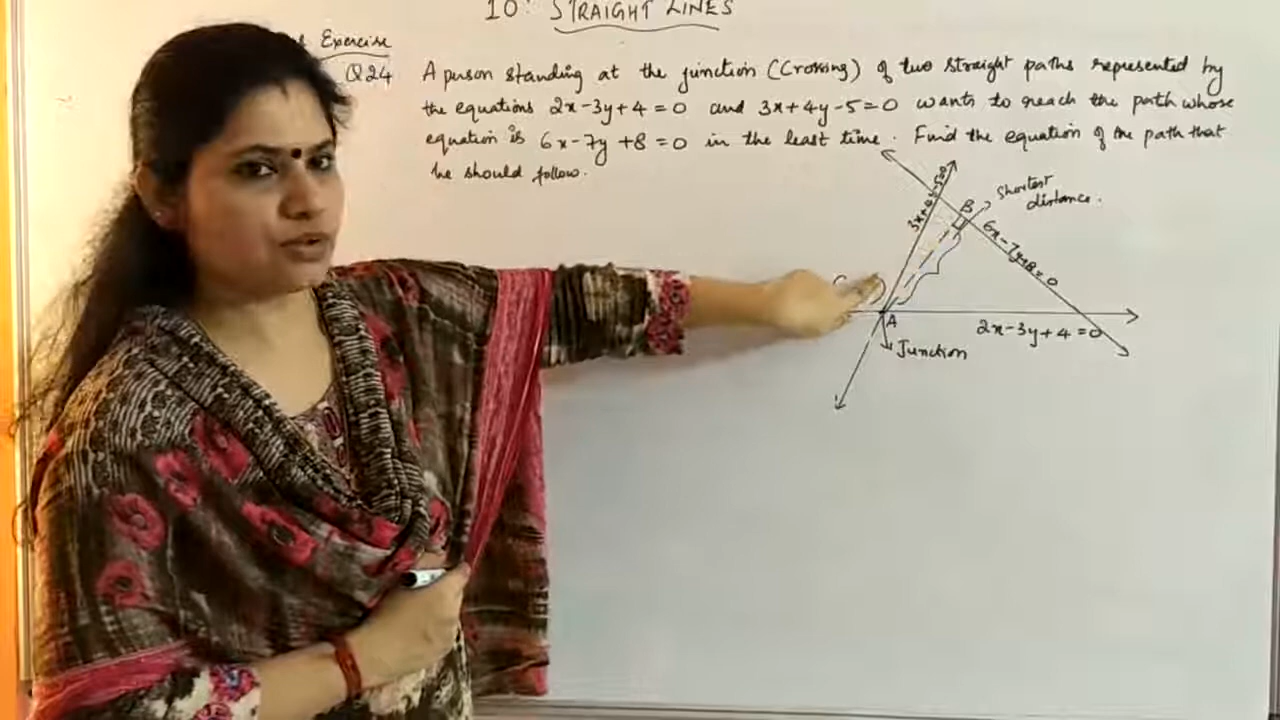 10. STRAIGHT LINES
Exercise
Q24 A person standing at the junction (Crossing) of two straight paths represented by
the equations 2x-3y+4=0 and 3x+4y-5=0 wants to reach the path whose
equation is 6x-7y+8=0 in the least time. Find the equation of the path that
he should follow.
Shortest
distance.
B
6x-7y+8=0
A
2x-3y+4=0
Junction